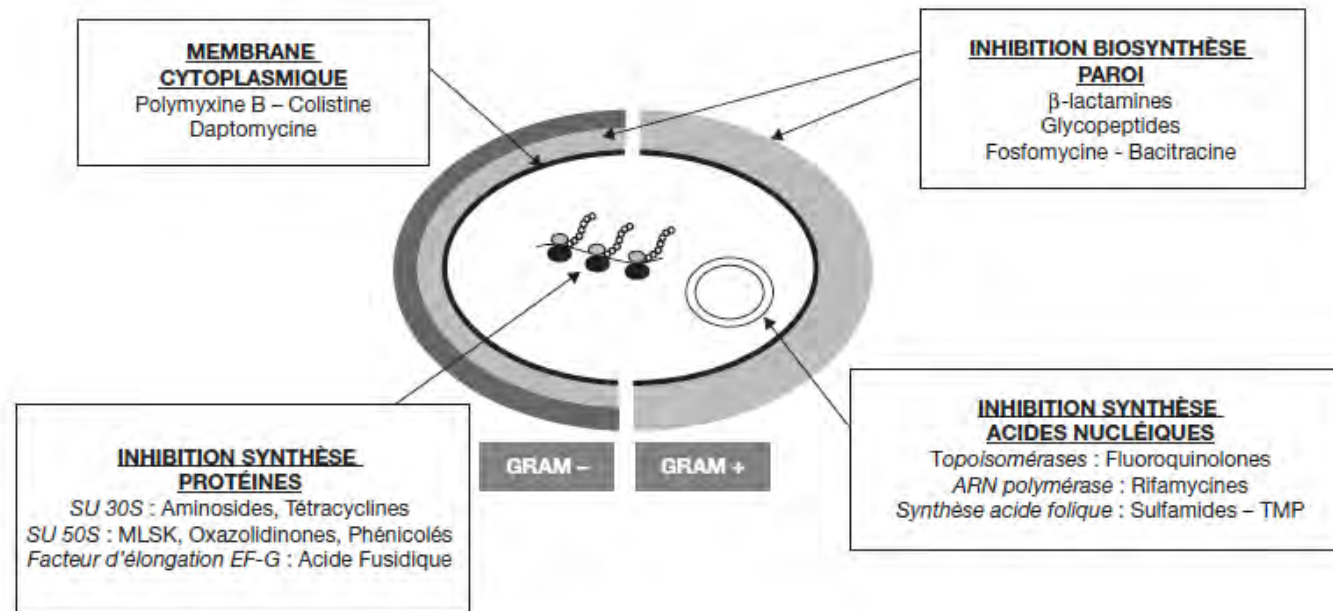 MEMBRANE
CYTOPLASMIQUE
Polymyxine B – Colistine
Daptomycine
INHIBITION BIOSYNTHÈSE
PAROI
β-lactamines
Glycopeptides
Fosfomycine - Bacitracine
INHIBITION SYNTHÈSE
PROTÉINES
SU 30S : Aminosides, Tétracyclines
SU 50S : MLSK, Oxazolidinones, Phénicolés
Facteur d'élongation EF-G : Acide Fusidique
GRAM –
GRAM +
INHIBITION SYNTHÈSE
ACIDES NUCLÉIQUES
Topoisomérases : Fluoroquinolones
ARN polymérase : Rifamycines
Synthèse acide folique : Sulfamides – TMP